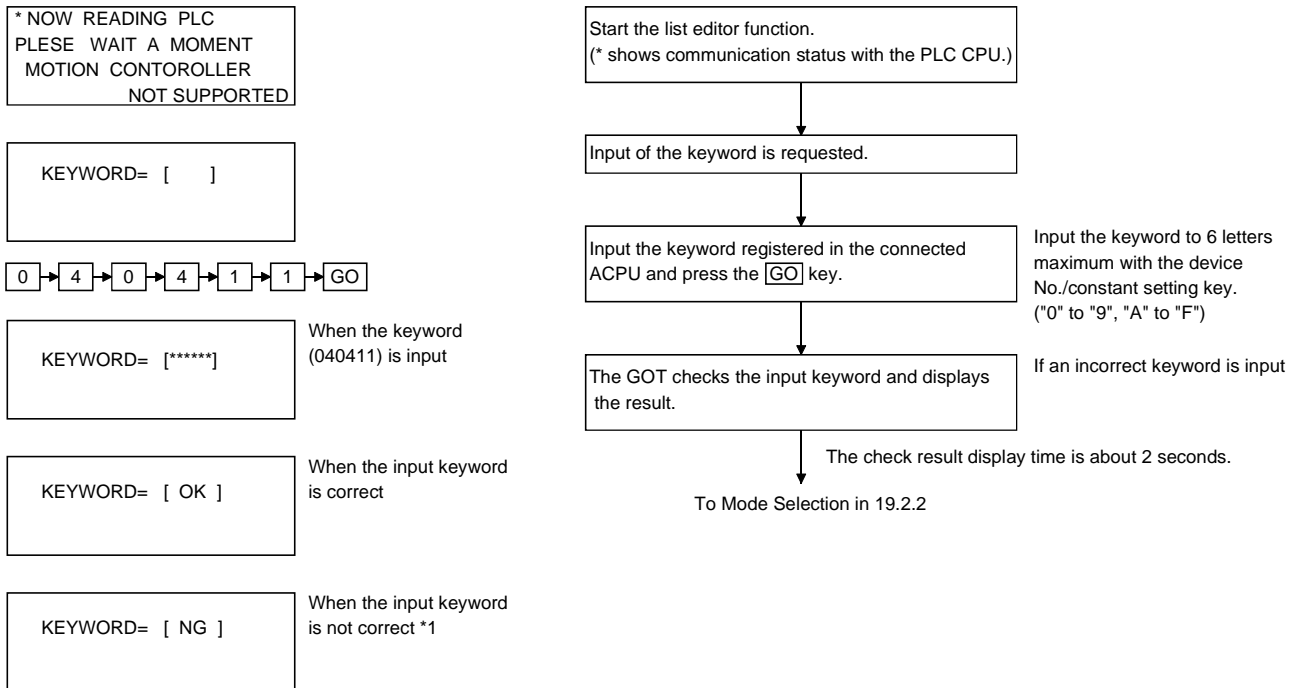 * NOW READING PLC
PLESE WAIT A MOMENT
MOTION CONTOROLLER
NOT SUPPORTED
KEYWORD= [ ]
0 4 0 4 1 1 GO
KEYWORD= [******]
When the keyword
(040411) is input
KEYWORD= [ OK ]
When the input keyword
is correct
KEYWORD= [ NG ]
When the input keyword
is not correct *1
Start the list editor function.
(* shows communication status with the PLC CPU.)
Input of the keyword is requested.
Input the keyword registered in the connected
ACPU and press the GO key.
Input the keyword to 6 letters
maximum with the device
No./constant setting key.
("0" to "9", "A" to "F")
The GOT checks the input keyword and displays
the result.
If an incorrect keyword is input
The check result display time is about 2 seconds.
To Mode Selection in 19.2.2